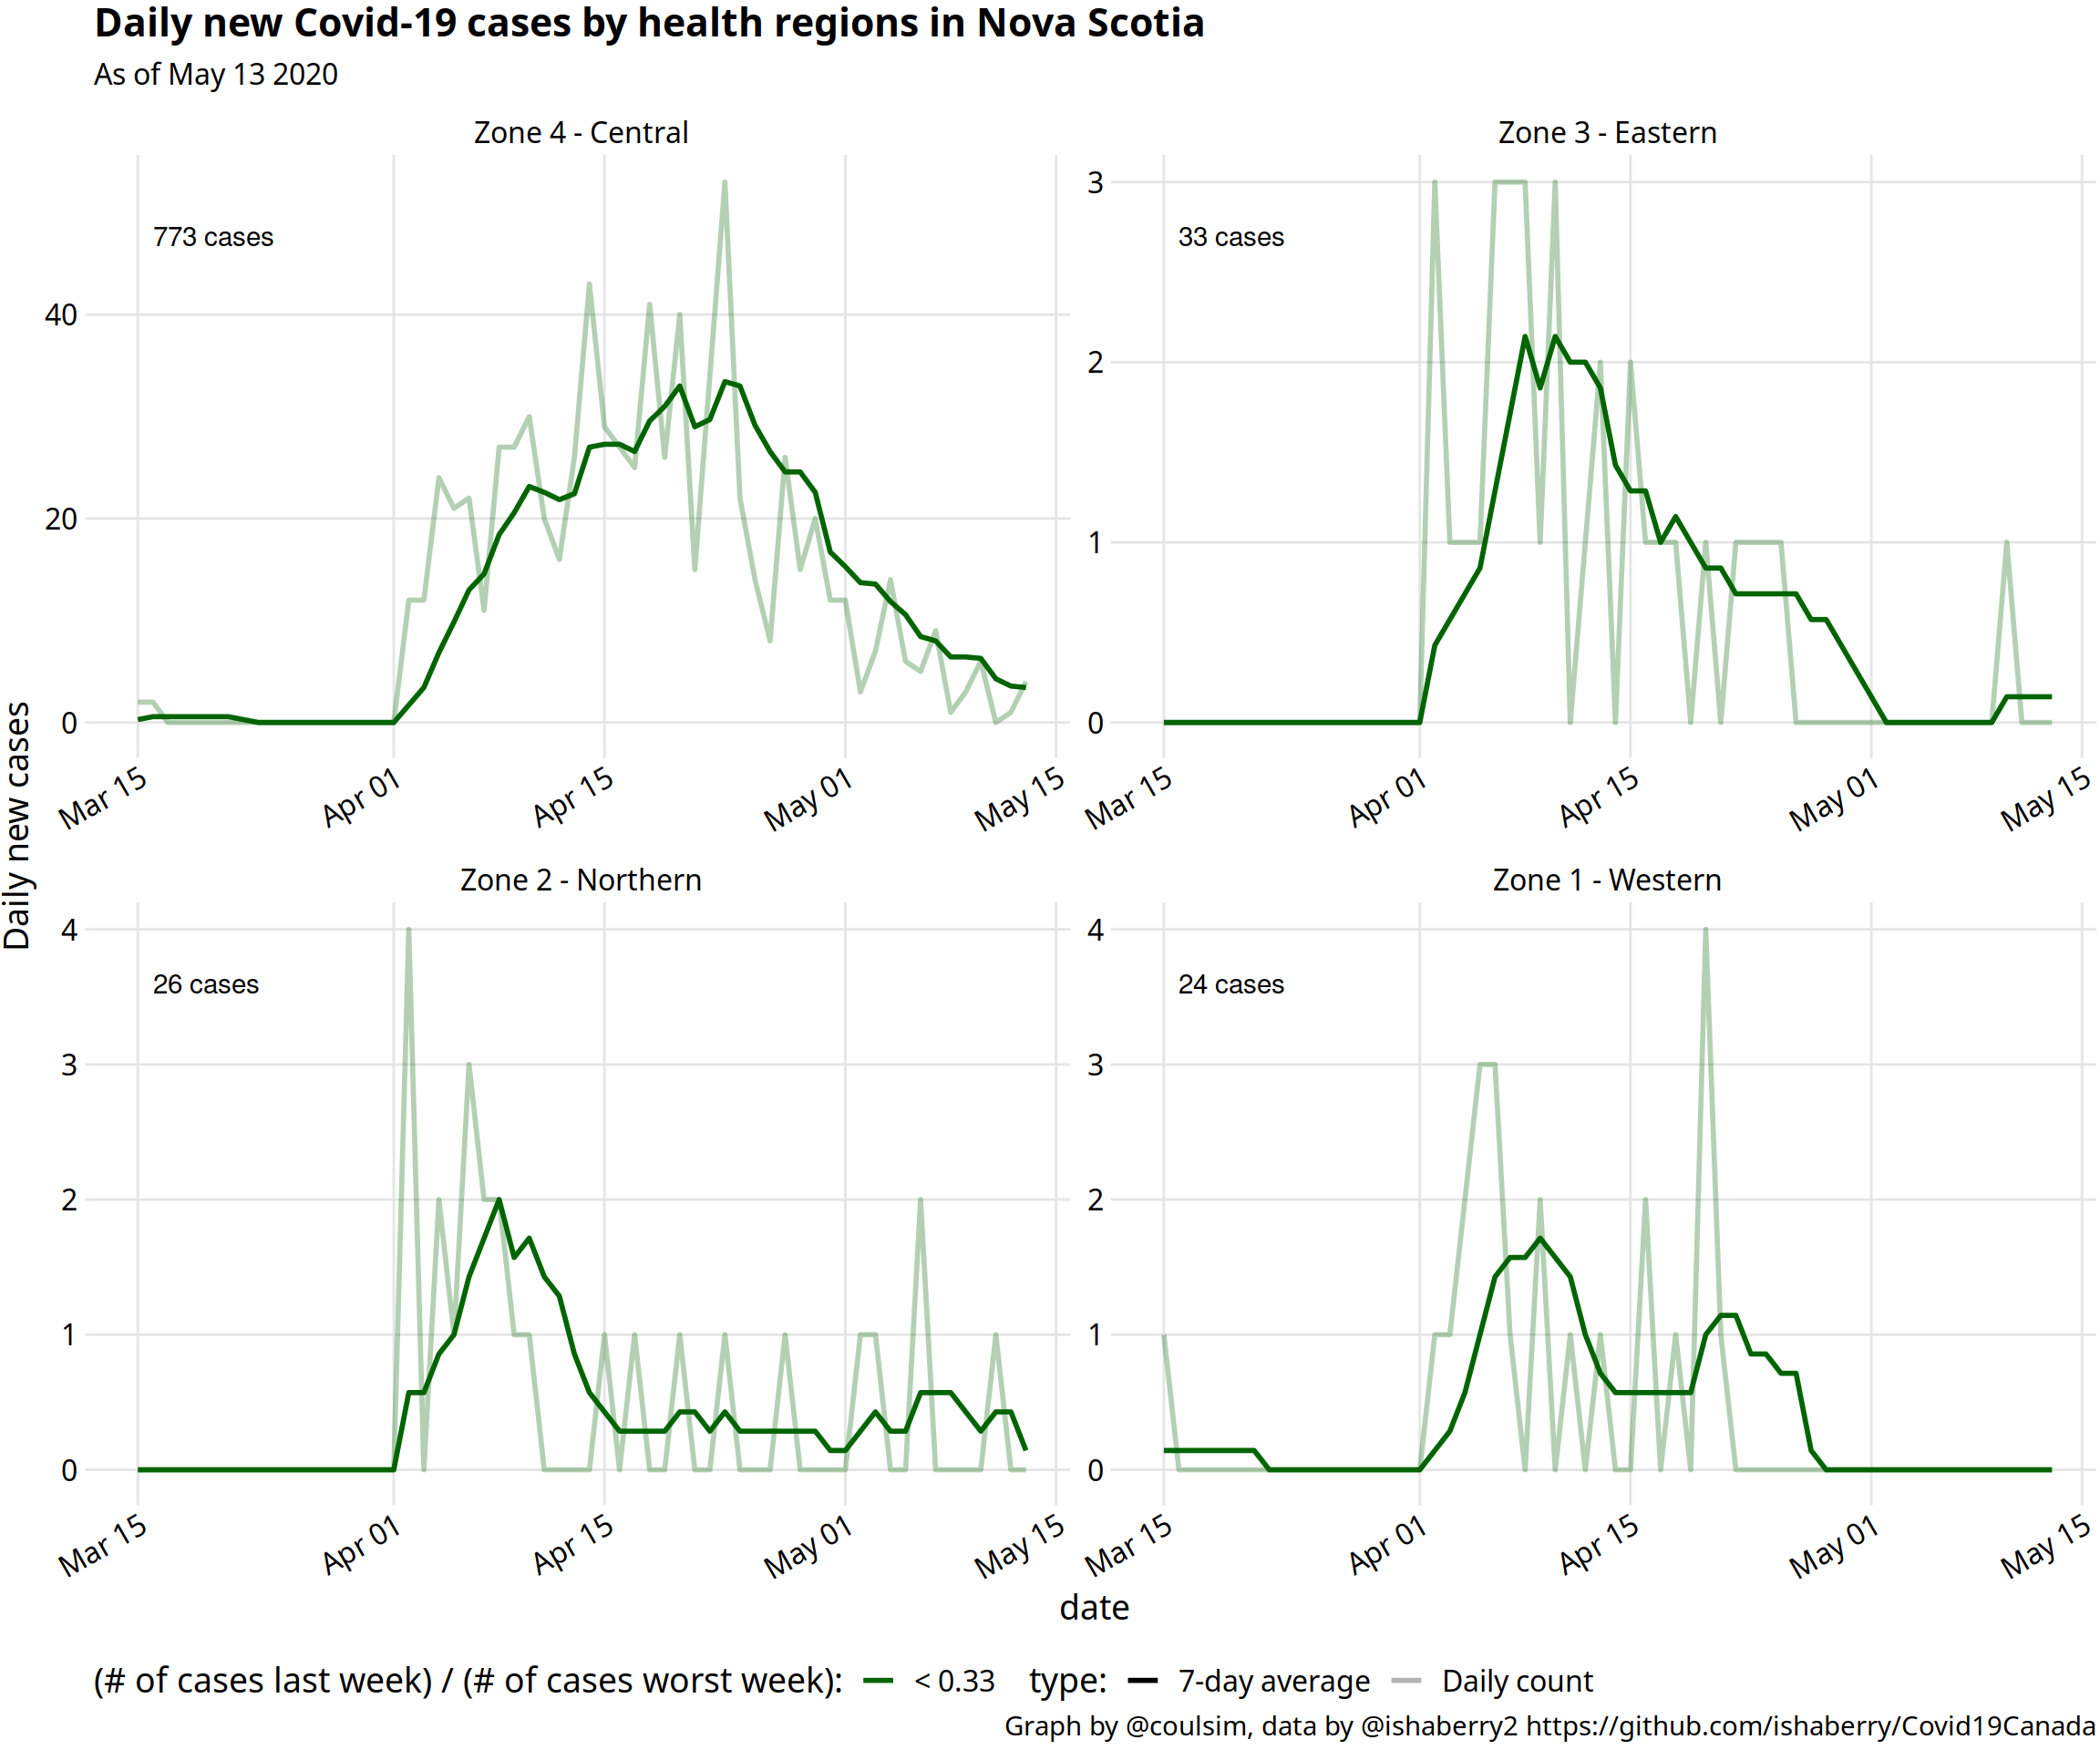 Daily new Covid-19 cases by health regions in Nova Scotia
As of May 13 2020
Zone 4 - Central
773 cases
40
20
0
Mar 15
Apr 01
Apr 15
May 01
May 15
Zone 3 - Eastern
33 cases
3
2
1
0
Mar 15
Apr 01
Apr 15
May 01
May 15
Daily new cases
Zone 2 - Northern
26 cases
4
3
2
1
0
Mar 15
Apr 01
Apr 15
May 01
May 15
Zone 1 - Western
24 cases
4
3
2
1
0
Mar 15
Apr 01
Apr 15
May 01
May 15
date
(# of cases last week) / (# of cases worst week): < 0.33 type: 7-day average Daily count
Graph by @coulsim, data by @ishaberry2 https://github.com/ishaberry/Covid19Canada